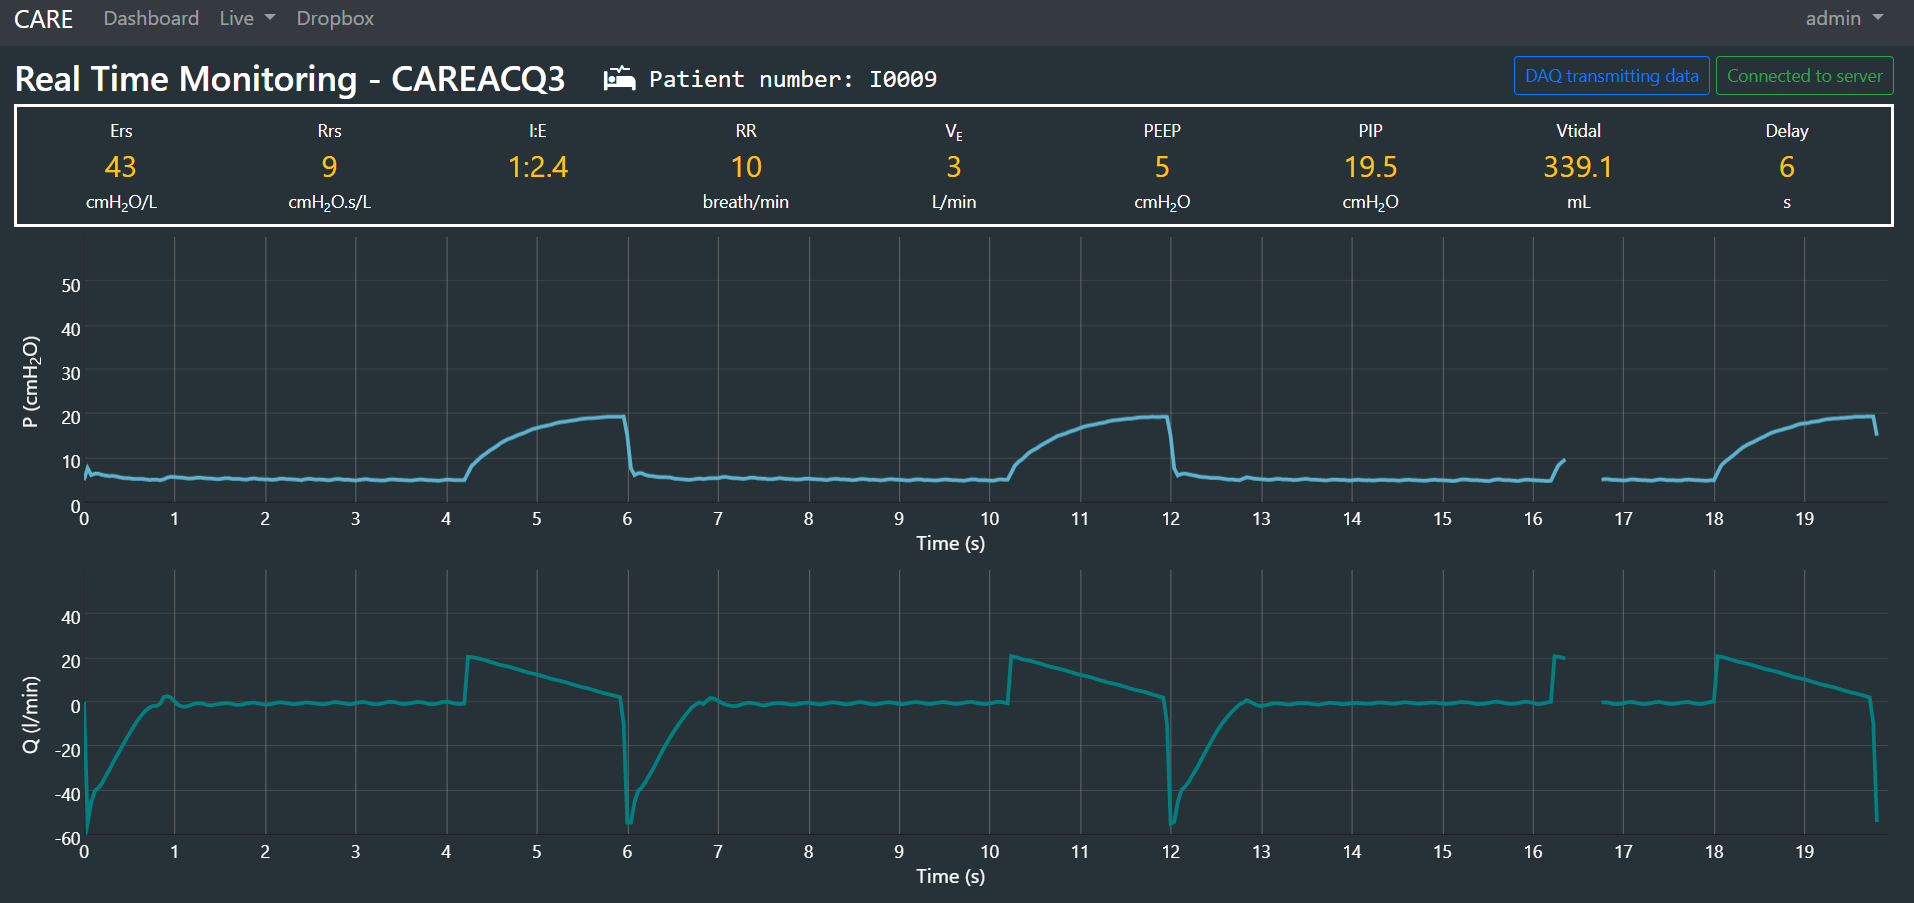 CARE Dashboard Live Dropbox admin
Real Time Monitoring - CAREACQ3 Patient number: I0009 DAQ transmitting data Connected to server
Ers Rrs I:E RR V_E PEEP PIP Vtidal Delay
43 9 1:2.4 10 3 5 19.5 339.1 6
cmH₂O/L cmH₂O.s/L breath/min L/min cmH₂O cmH₂O mL s
P (cmH₂O)
50
40
30
20
10
0
0 1 2 3 4 5 6 7 8 9 10 11 12 13 14 15 16 17 18 19
Time (s)
Q (l/min)
40
20
0
-20
-40
-60
0 1 2 3 4 5 6 7 8 9 10 11 12 13 14 15 16 17 18 19
Time (s)